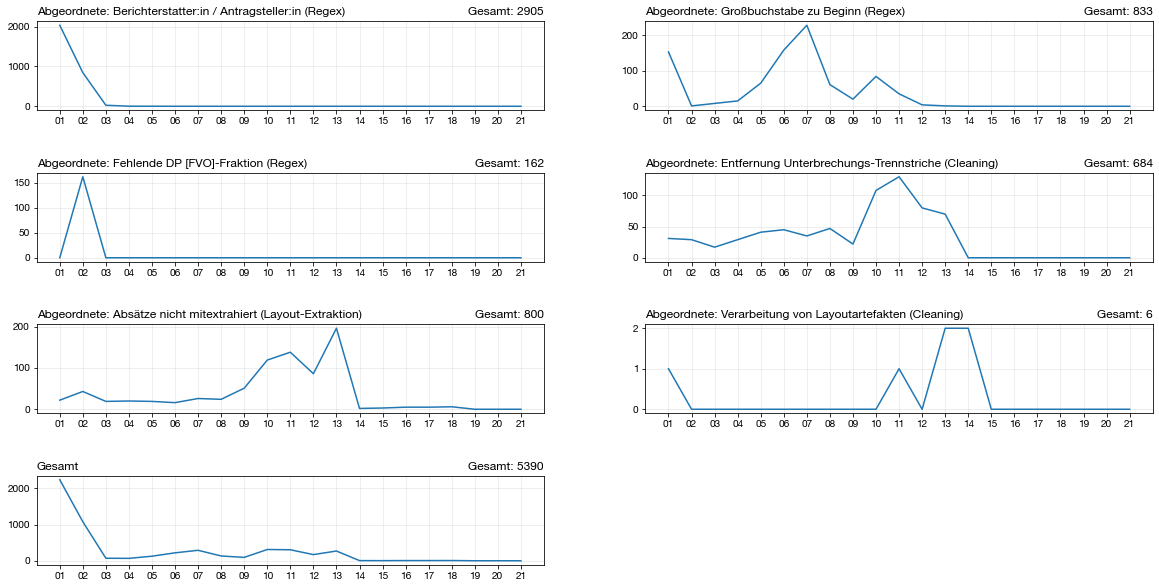 Abgeordnete: Berichterstatter:in / Antragsteller:in (Regex) Gesamt: 2905
2000
1000
0
01 02 03 04 05 06 07 08 09 10 11 12 13 14 15 16 17 18 19 20 21
Abgeordnete: Großbuchstabe zu Beginn (Regex) Gesamt: 833
200
100
0
01 02 03 04 05 06 07 08 09 10 11 12 13 14 15 16 17 18 19 20 21
Abgeordnete: Fehlende DP [FVO]-Fraktion (Regex) Gesamt: 162
150
100
50
0
01 02 03 04 05 06 07 08 09 10 11 12 13 14 15 16 17 18 19 20 21
Abgeordnete: Entfernung Unterbrechungs-Trennstriche (Cleaning) Gesamt: 684
100
50
0
01 02 03 04 05 06 07 08 09 10 11 12 13 14 15 16 17 18 19 20 21
Abgeordnete: Absätze nicht mitextrahiert (Layout-Extraktion) Gesamt: 800
200
100
0
01 02 03 04 05 06 07 08 09 10 11 12 13 14 15 16 17 18 19 20 21
Abgeordnete: Verarbeitung von Layoutartefakten (Cleaning) Gesamt: 6
2
1
0
01 02 03 04 05 06 07 08 09 10 11 12 13 14 15 16 17 18 19 20 21
Gesamt Gesamt: 5390
2000
1000
0
01 02 03 04 05 06 07 08 09 10 11 12 13 14 15 16 17 18 19 20 21